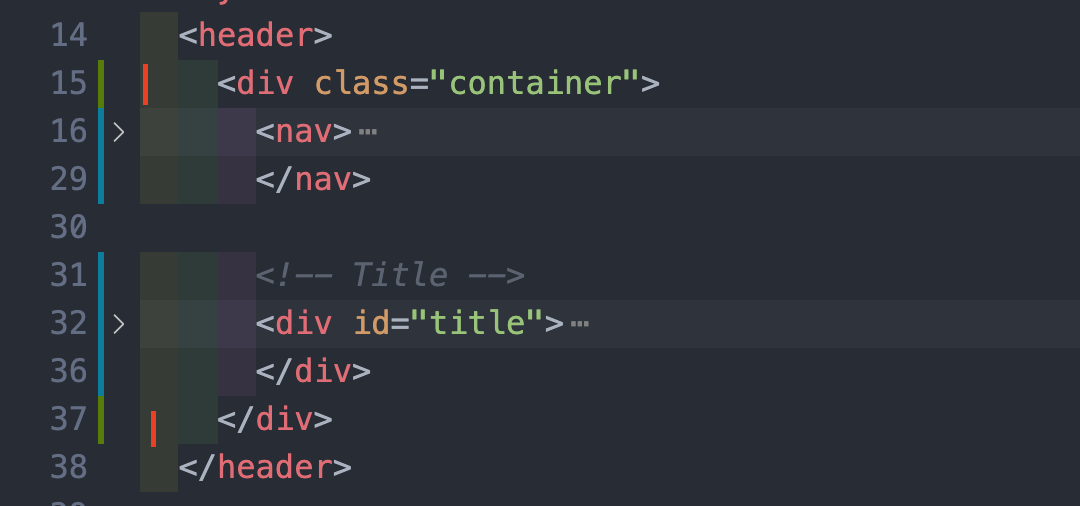 14 <header>
15 <div class="container">
16 > <nav>⋯
29 </nav>
30
31 <!-- Title -->
32 > <div id="title">⋯
36 </div>
37 </div>
38 </header>